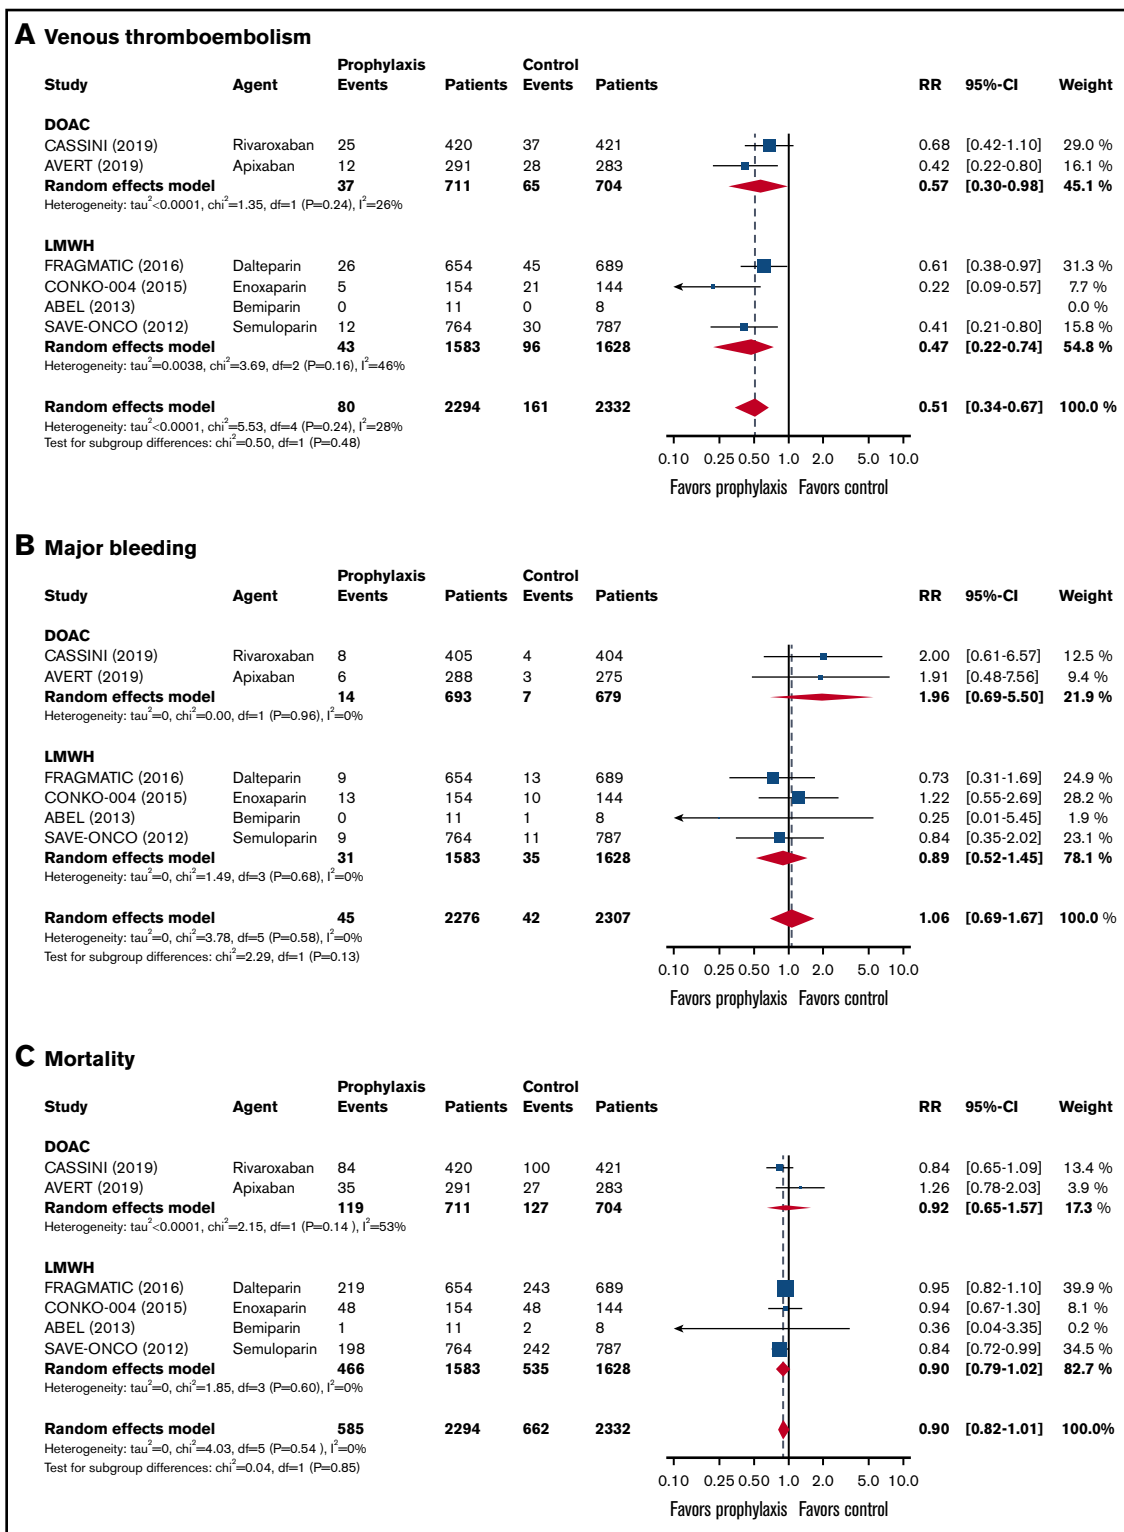 A Venous thromboembolism
Prophylaxis Control
Study Agent Events Patients Events Patients RR 95%-CI Weight
DOAC
CASSINI (2019) Rivaroxaban 25 420 37 421 0.68 [0.42-1.10] 29.0 %
AVERT (2019) Apixaban 12 291 28 283 0.42 [0.22-0.80] 16.1 %
Random effects model 37 711 65 704 0.57 [0.30-0.98] 45.1 %
Heterogeneity: tau²<0.0001, chi²=1.35, df=1 (P=0.24), I²=26%
LMWH
FRAGMATIC (2016) Dalteparin 26 654 45 689 0.61 [0.38-0.97] 31.3 %
CONKO-004 (2015) Enoxaparin 5 154 21 144 0.22 [0.09-0.57] 7.7 %
ABEL (2013) Bemiparin 0 11 0 8 0.0 %
SAVE-ONCO (2012) Semuloparin 12 764 30 787 0.41 [0.21-0.80] 15.8 %
Random effects model 43 1583 96 1628 0.47 [0.22-0.74] 54.8 %
Heterogeneity: tau²=0.0038, chi²=3.69, df=2 (P=0.16), I²=46%
Random effects model 80 2294 161 2332 0.51 [0.34-0.67] 100.0 %
Heterogeneity: tau²<0.0001, chi²=5.53, df=4 (P=0.24), I²=28%
Test for subgroup differences: chi²=0.50, df=1 (P=0.48)
0.10 0.25 0.50 1.0 2.0 5.0 10.0
Favors prophylaxis Favors control
B Major bleeding
Prophylaxis Control
Study Agent Events Patients Events Patients RR 95%-CI Weight
DOAC
CASSINI (2019) Rivaroxaban 8 405 4 404 2.00 [0.61-6.57] 12.5 %
AVERT (2019) Apixaban 6 288 3 275 1.91 [0.48-7.56] 9.4 %
Random effects model 14 693 7 679 1.96 [0.69-5.50] 21.9 %
Heterogeneity: tau²=0, chi²=0.00, df=1 (P=0.96), I²=0%
LMWH
FRAGMATIC (2016) Dalteparin 9 654 13 689 0.73 [0.31-1.69] 24.9 %
CONKO-004 (2015) Enoxaparin 13 154 10 144 1.22 [0.55-2.69] 28.2 %
ABEL (2013) Bemiparin 0 11 1 8 0.25 [0.01-5.45] 1.9 %
SAVE-ONCO (2012) Semuloparin 9 764 11 787 0.84 [0.35-2.02] 23.1 %
Random effects model 31 1583 35 1628 0.89 [0.52-1.45] 78.1 %
Heterogeneity: tau²=0, chi²=1.49, df=3 (P=0.68), I²=0%
Random effects model 45 2276 42 2307 1.06 [0.69-1.67] 100.0 %
Heterogeneity: tau²=0, chi²=3.78, df=5 (P=0.58), I²=0%
Test for subgroup differences: chi²=2.29, df=1 (P=0.13)
0.10 0.25 0.50 1.0 2.0 5.0 10.0
Favors prophylaxis Favors control
C Mortality
Prophylaxis Control
Study Agent Events Patients Events Patients RR 95%-CI Weight
DOAC
CASSINI (2019) Rivaroxaban 84 420 100 421 0.84 [0.65-1.09] 13.4 %
AVERT (2019) Apixaban 35 291 27 283 1.26 [0.78-2.03] 3.9 %
Random effects model 119 711 127 704 0.92 [0.65-1.57] 17.3 %
Heterogeneity: tau²<0.0001, chi²=2.15, df=1 (P=0.14 ), I²=53%
LMWH
FRAGMATIC (2016) Dalteparin 219 654 243 689 0.95 [0.82-1.10] 39.9 %
CONKO-004 (2015) Enoxaparin 48 154 48 144 0.94 [0.67-1.30] 8.1 %
ABEL (2013) Bemiparin 1 11 2 8 0.36 [0.04-3.35] 0.2 %
SAVE-ONCO (2012) Semuloparin 198 764 242 787 0.84 [0.72-0.99] 34.5 %
Random effects model 466 1583 535 1628 0.90 [0.79-1.02] 82.7 %
Heterogeneity: tau²=0, chi²=1.85, df=3 (P=0.60), I²=0%
Random effects model 585 2294 662 2332 0.90 [0.82-1.01] 100.0%
Heterogeneity: tau²=0, chi²=4.03, df=5 (P=0.54 ), I²=0%
Test for subgroup differences: chi²=0.04, df=1 (P=0.85)
0.10 0.25 0.50 1.0 2.0 5.0 10.0
Favors prophylaxis Favors control